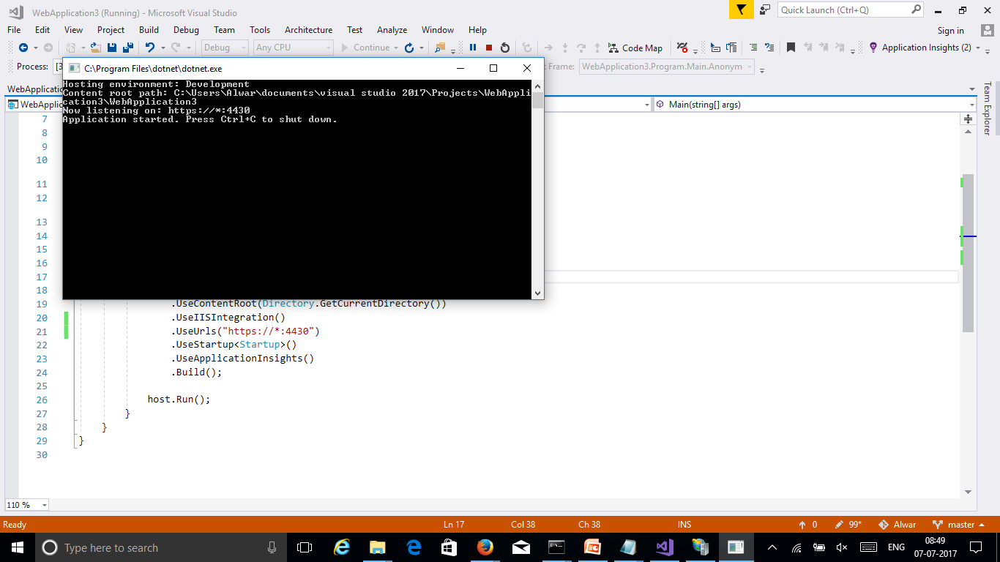 WebApplication3 (Running) - Microsoft Visual Studio
Quick Launch (Ctrl+Q)
File Edit View Project Build Debug Team Tools Architecture Test Analyze Window Help
Sign in
Debug Any CPU Continue Code Map Application Insights (2)
Process: [3 Frame: WebApplication3.Program.Main.Anonym
C:\Program Files\dotnet\dotnet.exe
Hosting environment: Development
Content root path: C:\Users\Alwar\documents\visual studio 2017\Projects\WebAppli
cation3\WebApplication3
Now listening on: https://*:4430
Application started. Press Ctrl+C to shut down.
WebApplicatio
WebApplic
Main(string[] args)
Team Explorer
7
8
9
10
11
12
13
14
15
16
17
18
19 .UseContentRoot(Directory.GetCurrentDirectory())
20 .UseIISIntegration()
21 .UseUrls("https://*:4430")
22 .UseStartup<Startup>()
23 .UseApplicationInsights()
24 .Build();
25
26 host.Run();
27 }
28 }
29 }
30
110 %
Ready Ln 17 Col 38 Ch 38 INS 0 99* Alwar master
Type here to search
ENG
08:49
07-07-2017